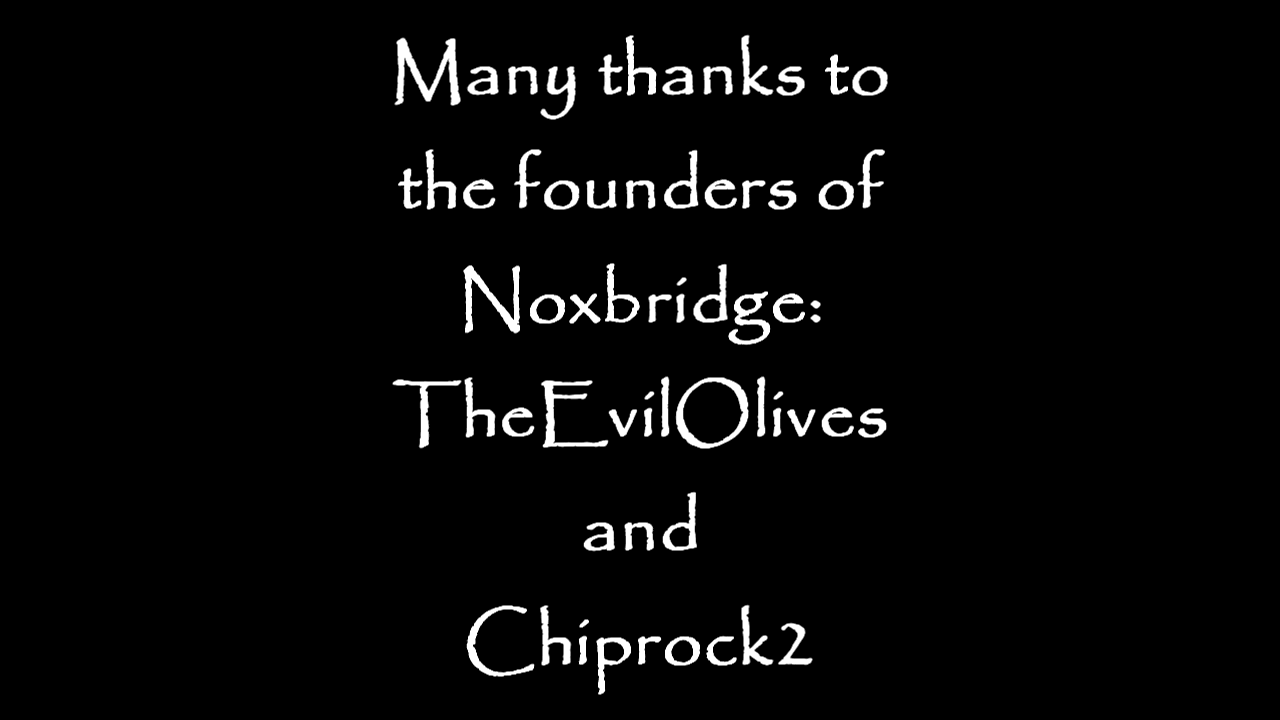 Many thanks to
the founders of
Noxbridge:
TheEvilOlives
and
Chiprock2